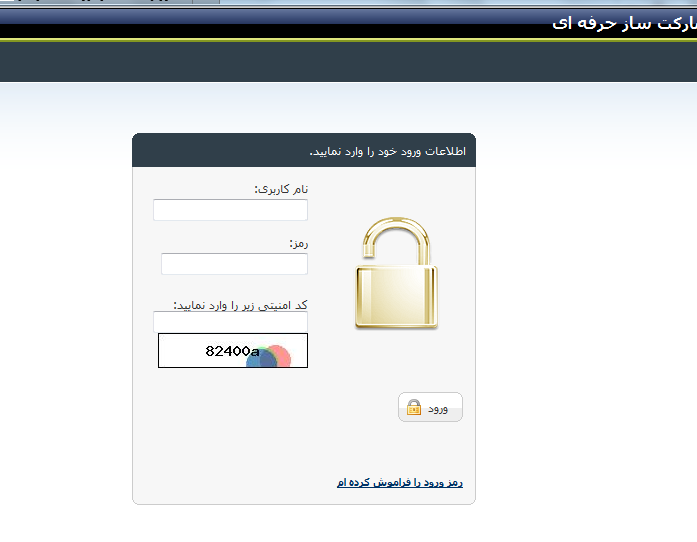 ساز حرفه ای
اطلاعات ورود خود را وارد نمایید.
نام کاربری:
رمز:
کد امنیتی زیر را وارد نمایید:
82400a
ورود
رمز ورود را فراموش کرده ام